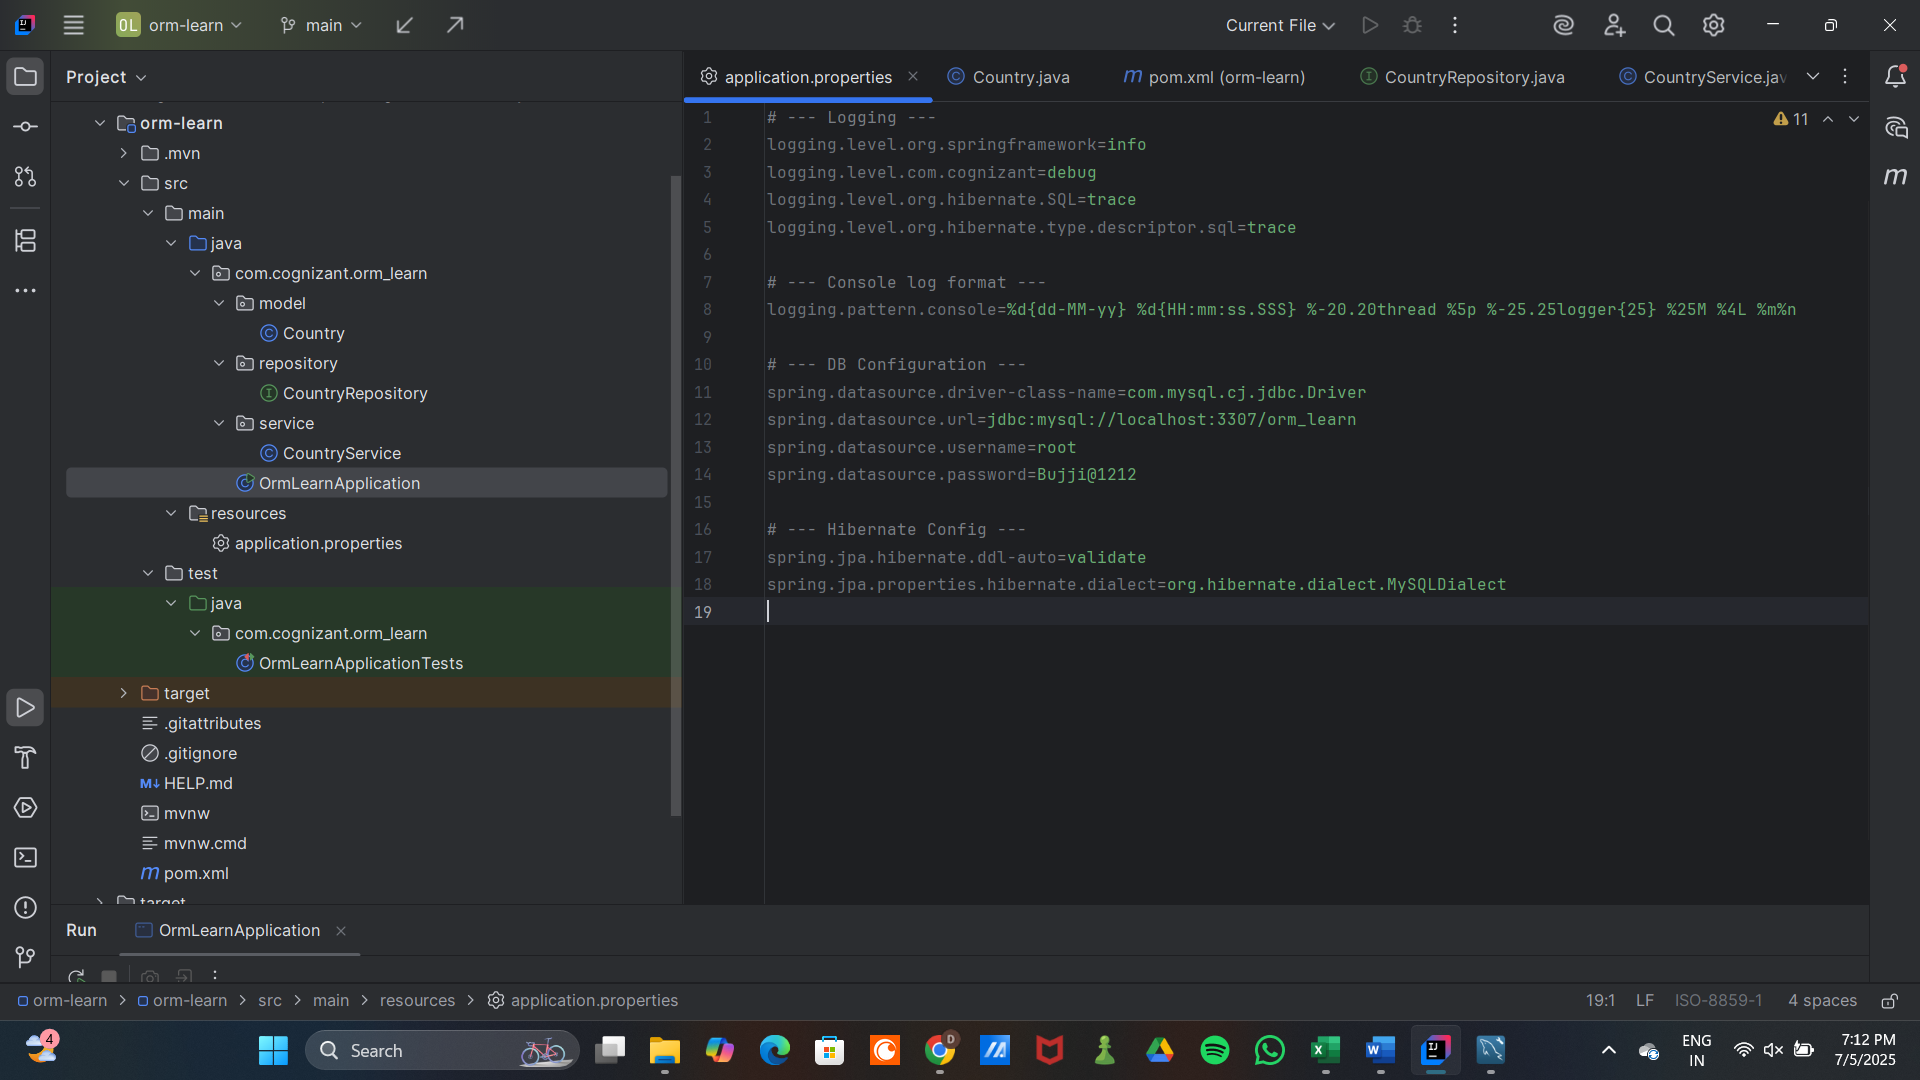 OL orm-learn
main
Current File
Project
application.properties
Country.java
m pom.xml (orm-learn)
CountryRepository.java
CountryService.jav
orm-learn
.mvn
src
main
java
com.cognizant.orm_learn
model
Country
repository
CountryRepository
service
CountryService
OrmLearnApplication
resources
application.properties
test
java
com.cognizant.orm_learn
OrmLearnApplicationTests
target
.gitattributes
.gitignore
M↓ HELP.md
mvnw
mvnw.cmd
m pom.xml
target
11
1 # --- Logging ---
2 logging.level.org.springframework=info
3 logging.level.com.cognizant=debug
4 logging.level.org.hibernate.SQL=trace
5 logging.level.org.hibernate.type.descriptor.sql=trace
6
7 # --- Console log format ---
8 logging.pattern.console=%d{dd-MM-yy} %d{HH:mm:ss.SSS} %-20.20thread %5p %-25.25logger{25} %25M %4L %m%n
9
10 # --- DB Configuration ---
11 spring.datasource.driver-class-name=com.mysql.cj.jdbc.Driver
12 spring.datasource.url=jdbc:mysql://localhost:3307/orm_learn
13 spring.datasource.username=root
14 spring.datasource.password=Bujji@1212
15
16 # --- Hibernate Config ---
17 spring.jpa.hibernate.ddl-auto=validate
18 spring.jpa.properties.hibernate.dialect=org.hibernate.dialect.MySQLDialect
19
m
Run
OrmLearnApplication
orm-learn > orm-learn > src > main > resources > application.properties
19:1 LF ISO-8859-1 4 spaces
4
Search
D
ENG
IN
7:12 PM
7/5/2025